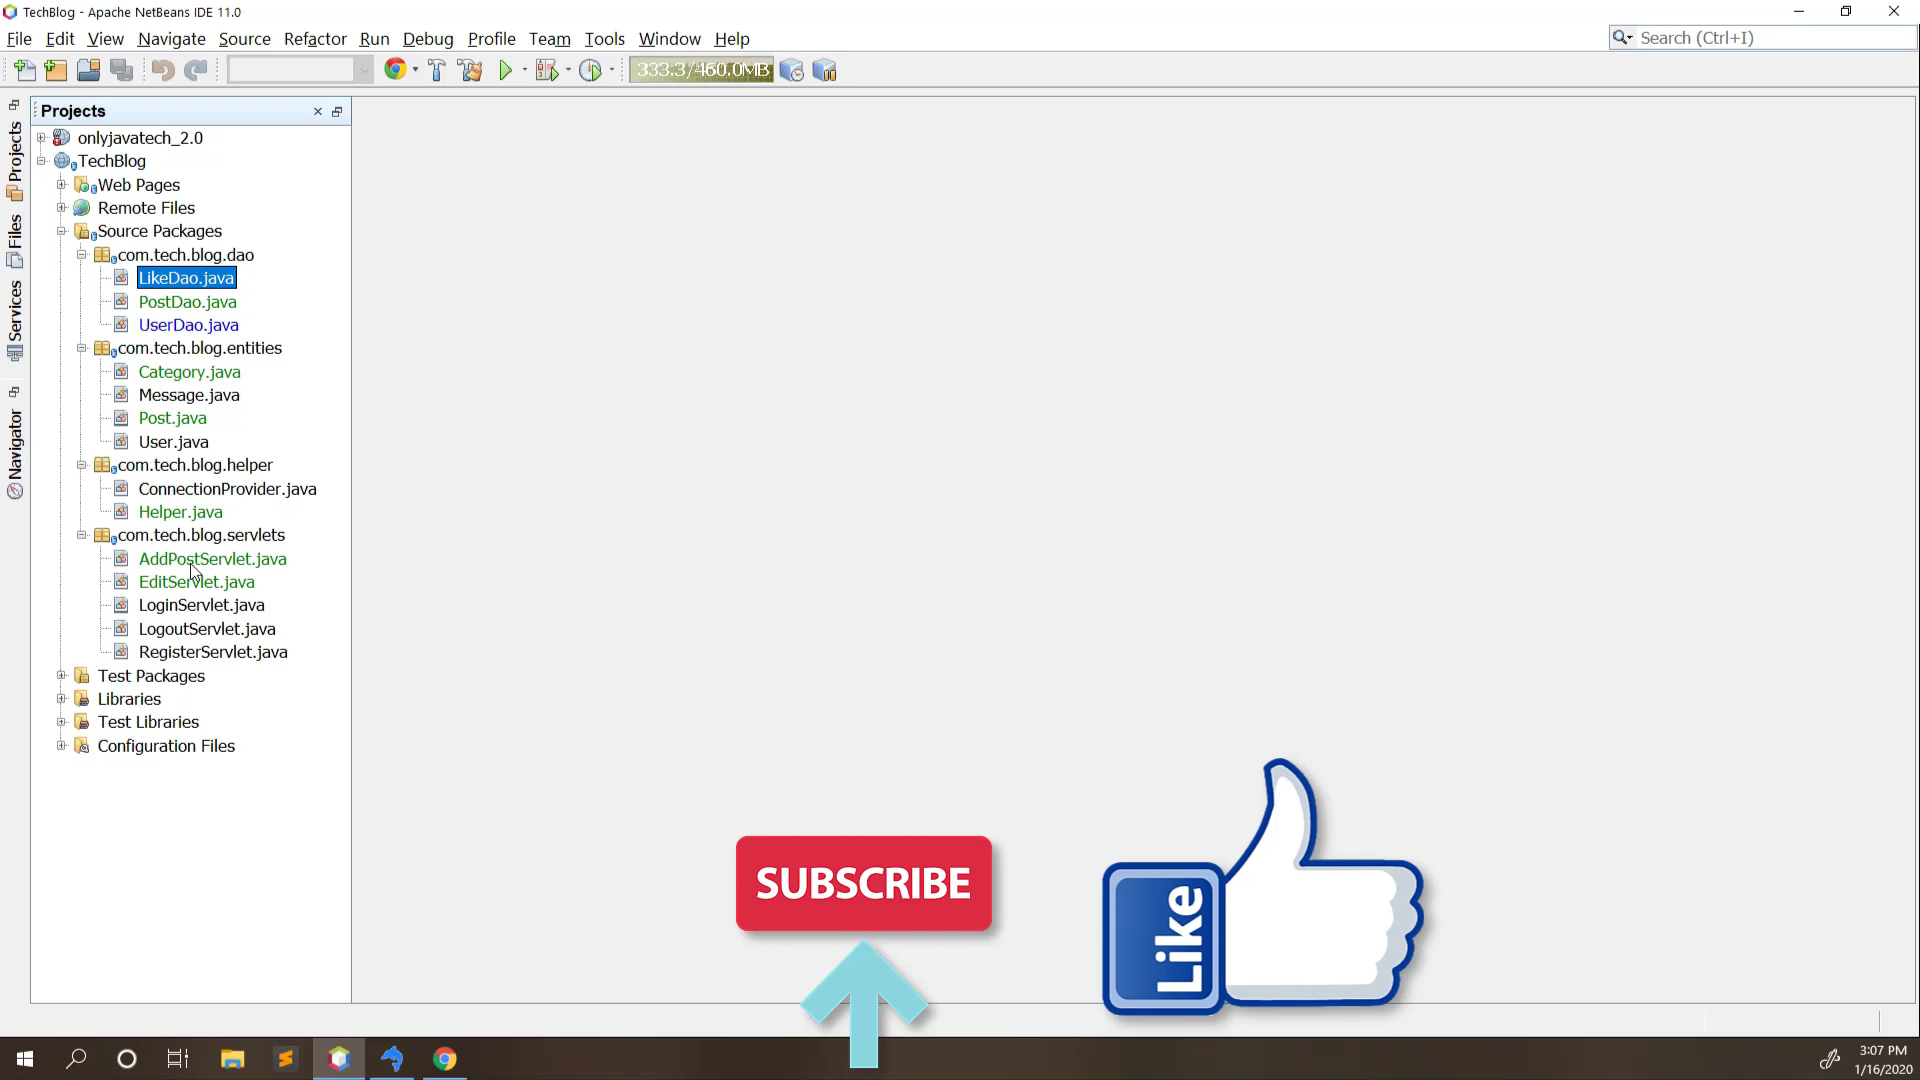 TechBlog - Apache NetBeans IDE 11.0
File Edit View Navigate Source Refactor Run Debug Profile Team Tools Window Help
Search (Ctrl+I)
333.3/460.0MB
Projects
Files
Services
Navigator
Projects
onlyjavatech_2.0
TechBlog
Web Pages
Remote Files
Source Packages
com.tech.blog.dao
LikeDao.java
PostDao.java
UserDao.java
com.tech.blog.entities
Category.java
Message.java
Post.java
User.java
com.tech.blog.helper
ConnectionProvider.java
Helper.java
com.tech.blog.servlets
AddPostServlet.java
EditServlet.java
LoginServlet.java
LogoutServlet.java
RegisterServlet.java
Test Packages
Libraries
Test Libraries
Configuration Files
SUBSCRIBE
Like
3:07 PM
1/16/2020